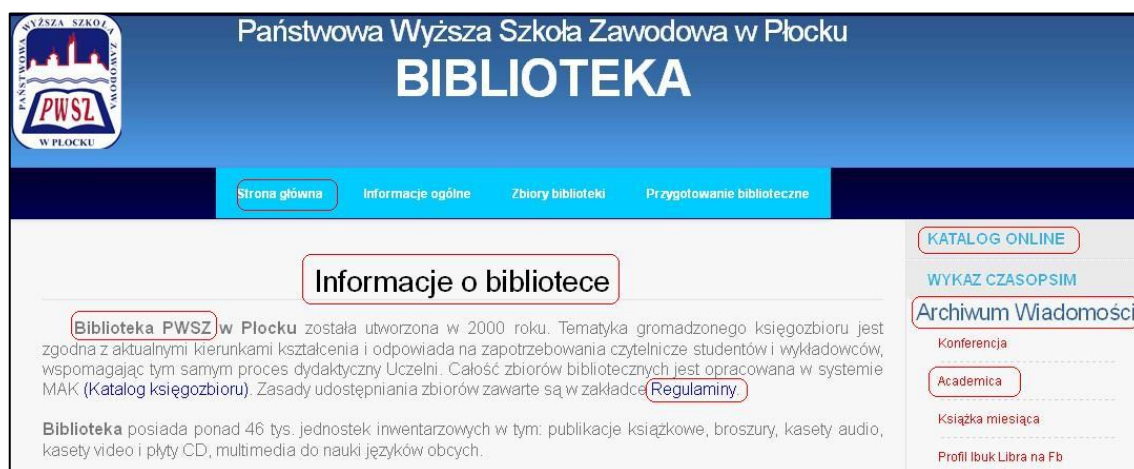 PAŃSTWOWA WYŻSZA SZKOŁA ZAWODOWA
PWSZ
W PŁOCKU
Państwowa Wyższa Szkoła Zawodowa w Płocku
BIBLIOTEKA
Strona główna
Informacje ogólne
Zbiory biblioteki
Przygotowanie biblioteczne
Informacje o bibliotece
Biblioteka PWSZ w Plocku została utworzona w 2000 roku. Tematyka gromadzonego księgozbioru jest
zgodna z aktualnymi kierunkami kształcenia i odpowiada na zapotrzebowania czytelnicze studentów i wykładowców,
wspomagając tym samym proces dydaktyczny Uczelni. Całość zbiorów bibliotecznych jest opracowana w systemie
MAK (Katalog księgozbioru). Zasady udostępniania zbiorów zawarte są w zakładce Regulaminy.
Biblioteka posiada ponad 46 tys. jednostek inwentarzowych w tym: publikacje książkowe, broszury, kasety audio,
kasety video i płyty CD, multimedia do nauki języków obcych.
KATALOG ONLINE
WYKAZ CZASOPSIM
Archiwum Wiadomości
Konferencja
Academica
Książka miesiąca
Profil Ibuk Libra na Fb